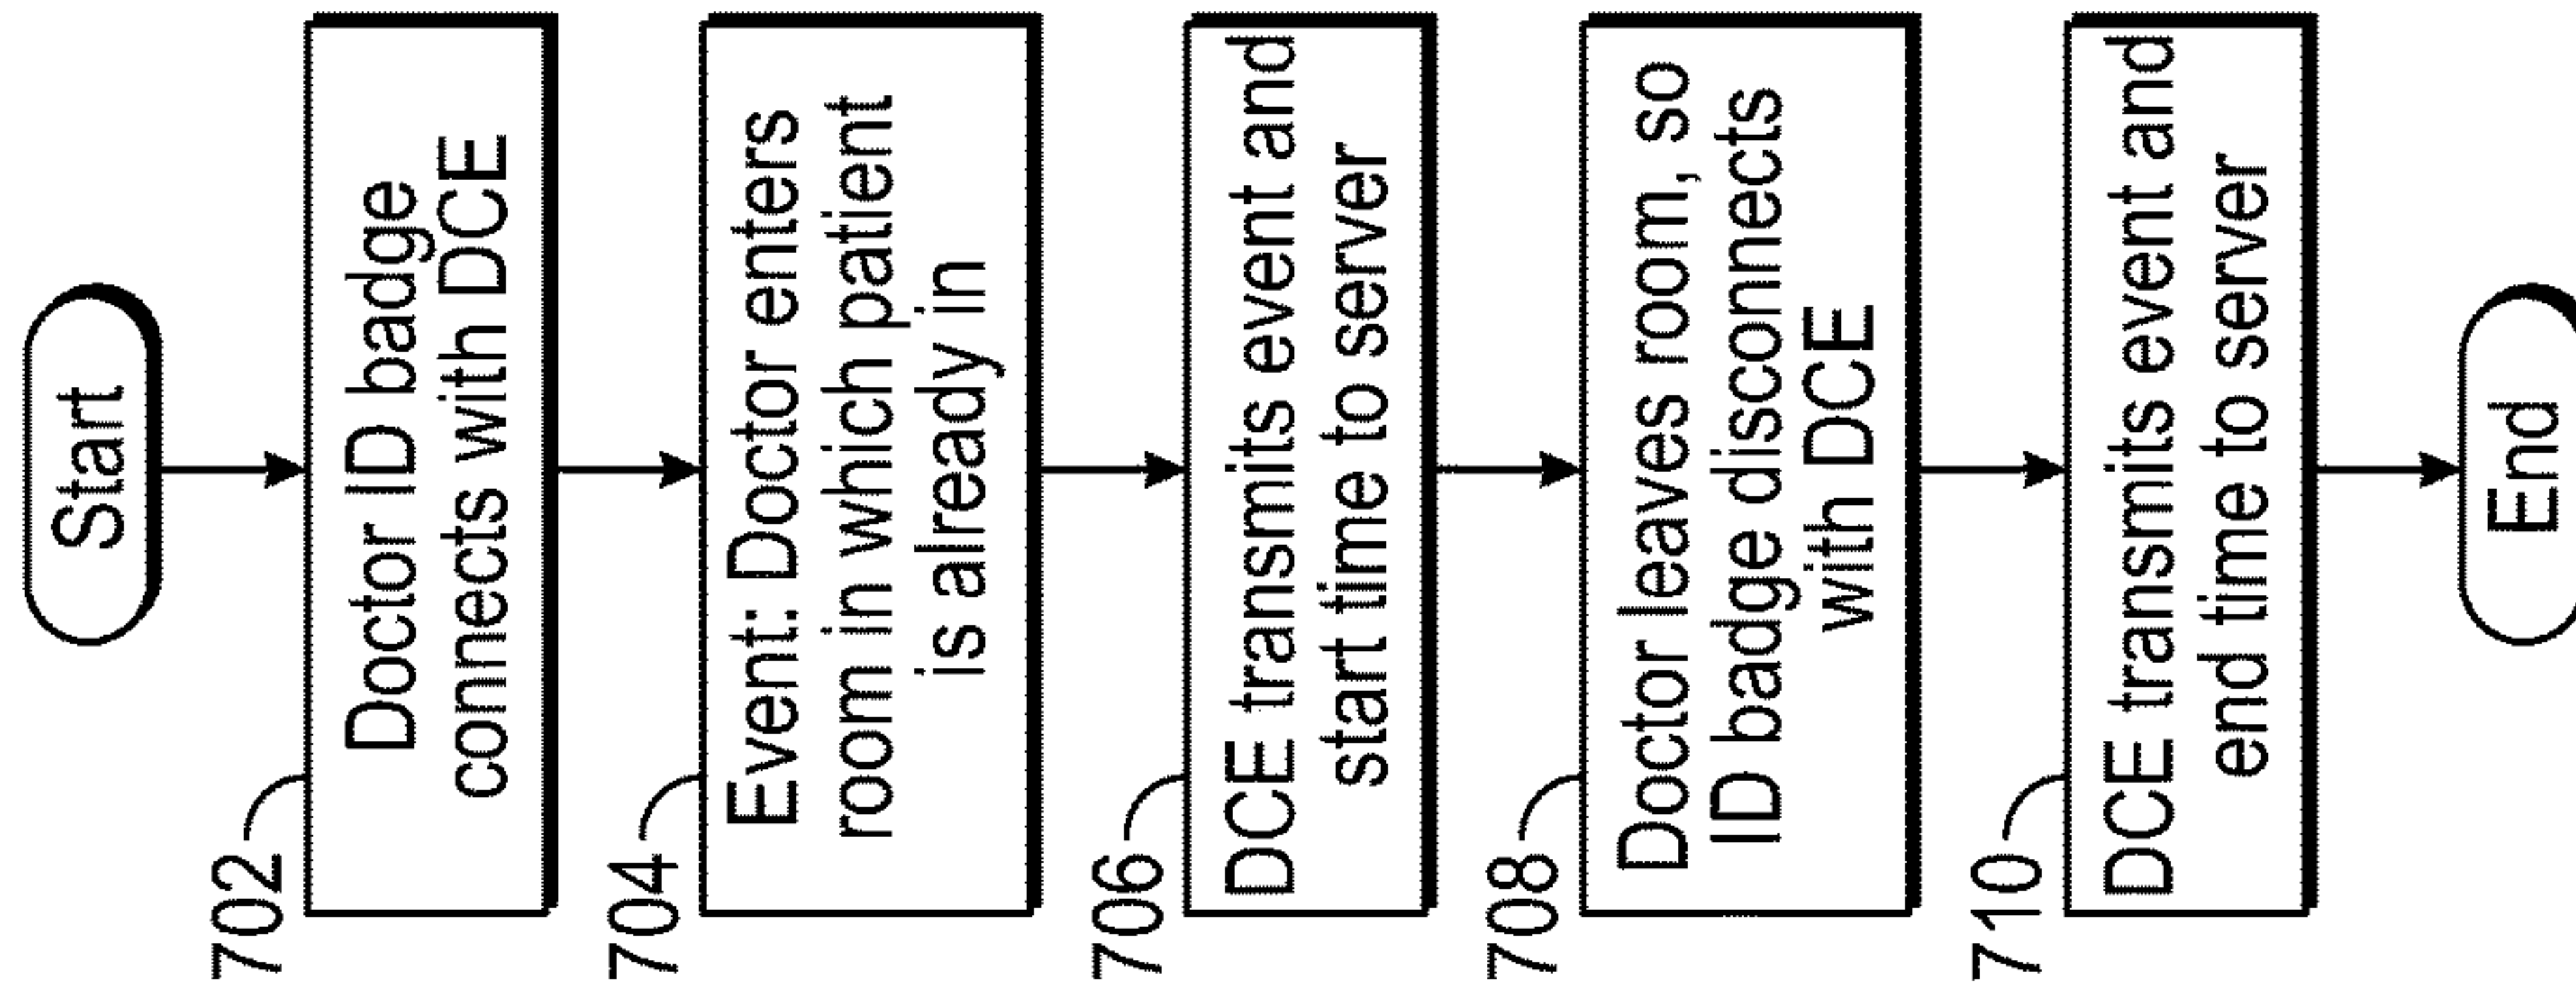 Start
702
Doctor ID badge
connects with DCE
704
Event: Doctor enters
room in which patient
is already in
706
DCE transmits event and
start time to server
708
Doctor leaves room, so
ID badge disconnects
with DCE
710
DCE transmits event and
end time to server
End